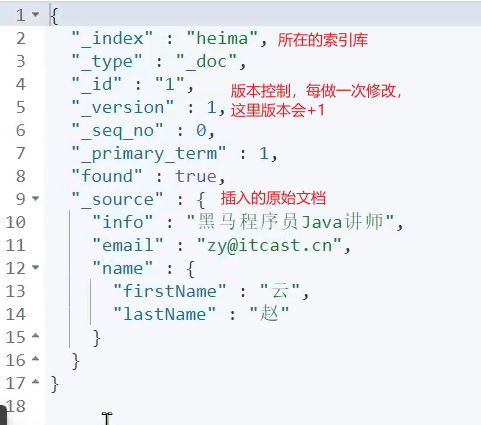 1 {
2 "_index" : "heima", 所在的索引库
3 "_type" : "_doc",
4 "_id" : "1", 版本控制，每做一次修改，
5 "_version" : 1, 这里版本会+1
6 "_seq_no" : 0,
7 "_primary_term" : 1,
8 "found" : true,
9 "_source" : { 插入的原始文档
10 "info" : "黑马程序员Java讲师",
11 "email" : "zy@itcast.cn",
12 "name" : {
13 "firstName" : "云",
14 "lastName" : "赵"
15 }
16 }
17 }
18